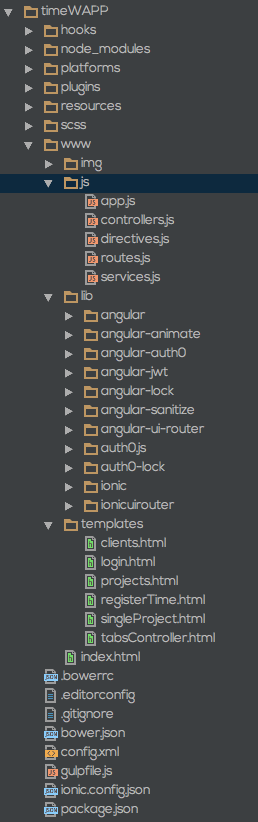 timeWAPP
hooks
node_modules
platforms
plugins
resources
scss
www
img
js
app.js
controllers.js
directives.js
routes.js
services.js
lib
angular
angular-animate
angular-auth0
angular-jwt
angular-lock
angular-sanitize
angular-ui-router
auth0.js
auth0-lock
ionic
ionicuirouter
templates
clients.html
login.html
projects.html
registerTime.html
singleProject.html
tabsController.html
index.html
.bowerrc
.editorconfig
.gitignore
bower.json
config.xml
gulpfile.js
ionic.config.json
package.json